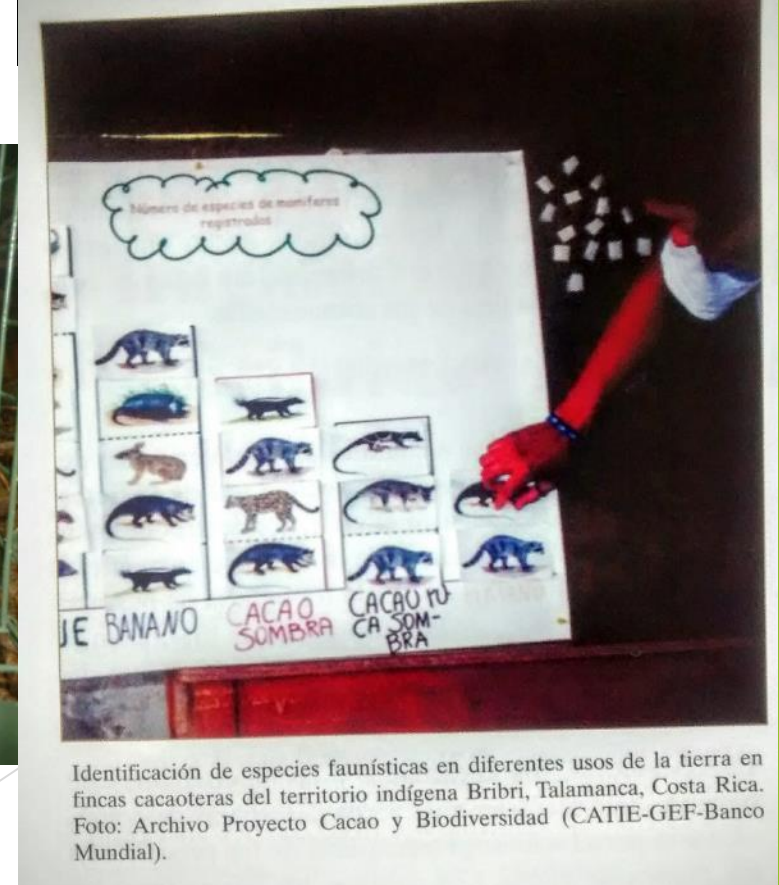 Número de especies de mamíferos
registrados
UE
BANANO
CACAO
SOMBRA
CACAO
CA SOM-
BRA
Identificación de especies faunísticas en diferentes usos de la tierra en
fincas cacaoteras del territorio indígena Bribri, Talamanca, Costa Rica.
Foto: Archivo Proyecto Cacao y Biodiversidad (CATIE-GEF-Banco
Mundial).